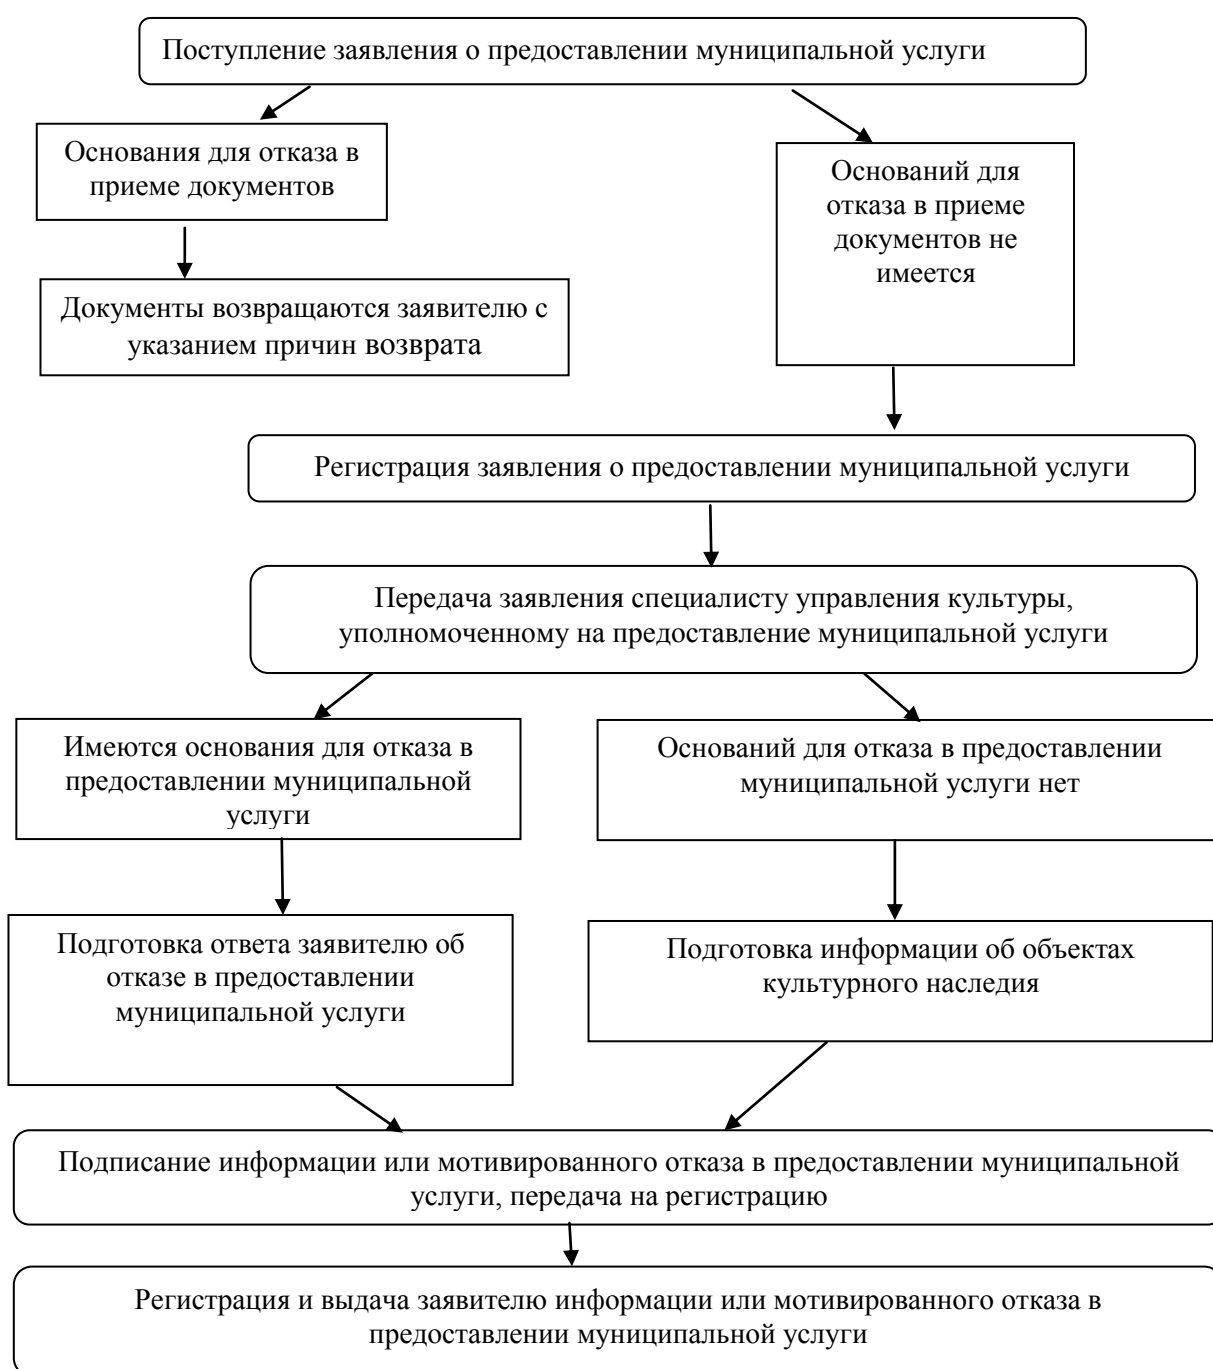 Поступление заявления о предоставлении муниципальной услуги
Основания для отказа в
приеме документов
Оснований для
отказа в приеме
документов не
имеется
Документы возвращаются заявителю с
указанием причин возврата
Регистрация заявления о предоставлении муниципальной услуги
Передача заявления специалисту управления культуры,
уполномоченному на предоставление муниципальной услуги
Имеются основания для отказа в
предоставлении муниципальной
услуги
Оснований для отказа в предоставлении
муниципальной услуги нет
Подготовка ответа заявителю об
отказе в предоставлении
муниципальной услуги
Подготовка информации об объектах
культурного наследия
Подписание информации или мотивированного отказа в предоставлении муниципальной
услуги, передача на регистрацию
Регистрация и выдача заявителю информации или мотивированного отказа в
предоставлении муниципальной услуги